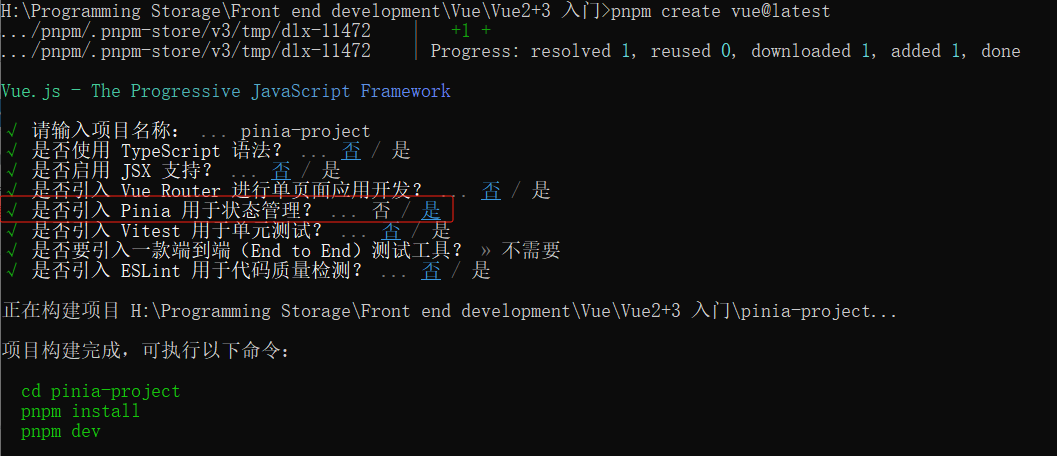 H:\Programming Storage\Front end development\Vue\Vue2+3 入门>pnpm create vue@latest
.../pnpm/.pnpm-store/v3/tmp/dlx-11472 | +1 +
.../pnpm/.pnpm-store/v3/tmp/dlx-11472 | Progress: resolved 1, reused 0, downloaded 1, added 1, done
Vue.js - The Progressive JavaScript Framework
√ 请输入项目名称： ... pinia-project
√ 是否使用 TypeScript 语法？ ... 否 / 是
√ 是否启用 JSX 支持？ ... 否 / 是
√ 是否引入 Vue Router 进行单页面应用开发？ ... 否 / 是
√ 是否引入 Pinia 用于状态管理？ ... 否 / 是
√ 是否引入 Vitest 用于单元测试？ ... 否 / 是
√ 是否要引入一款端到端（End to End）测试工具？ » 不需要
√ 是否引入 ESLint 用于代码质量检测？ ... 否 / 是
正在构建项目 H:\Programming Storage\Front end development\Vue\Vue2+3 入门\pinia-project...
项目构建完成，可执行以下命令：
cd pinia-project
pnpm install
pnpm dev